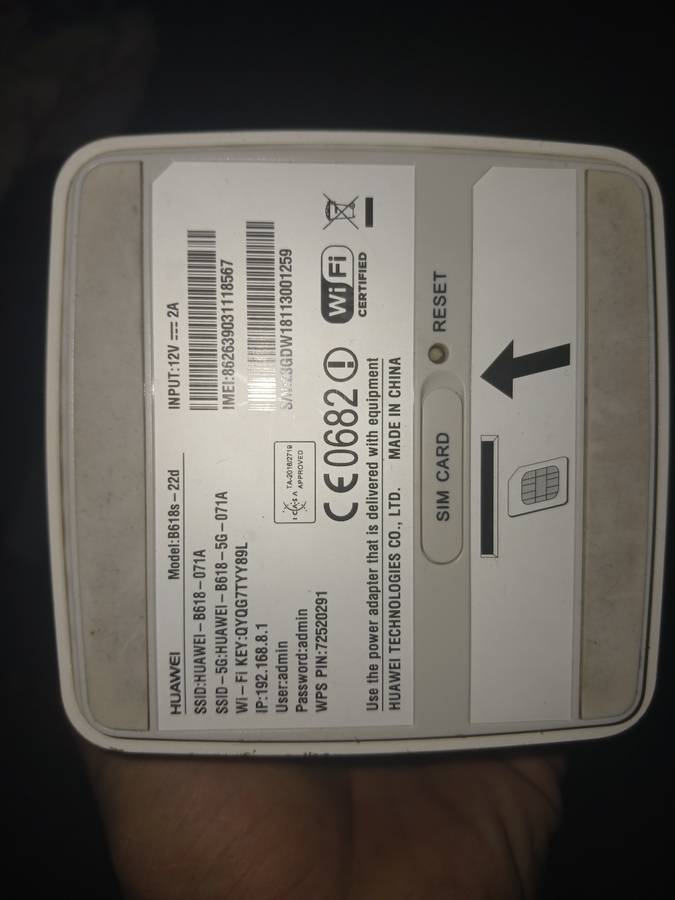 HUAWEI Model:B618s-22d INPUT:12V 2A
SSID:HUAWEI-B618-071A
SSID-5G:HUAWEI-B618-5G-071A
Wi-Fi KEY:QYQG7TYY89L
IP:192.168.8.1
User:admin
Password:admin
WPS PIN:72520291
IMEI:862639031118567
GDW18113001259
ICASA
TA-2016/2719
APPROVED
CE0682
Wi Fi
CERTIFIED
Use the power adapter that is delivered with equipment
HUAWEI TECHNOLOGIES CO., LTD. MADE IN CHINA
SIM CARD
RESET